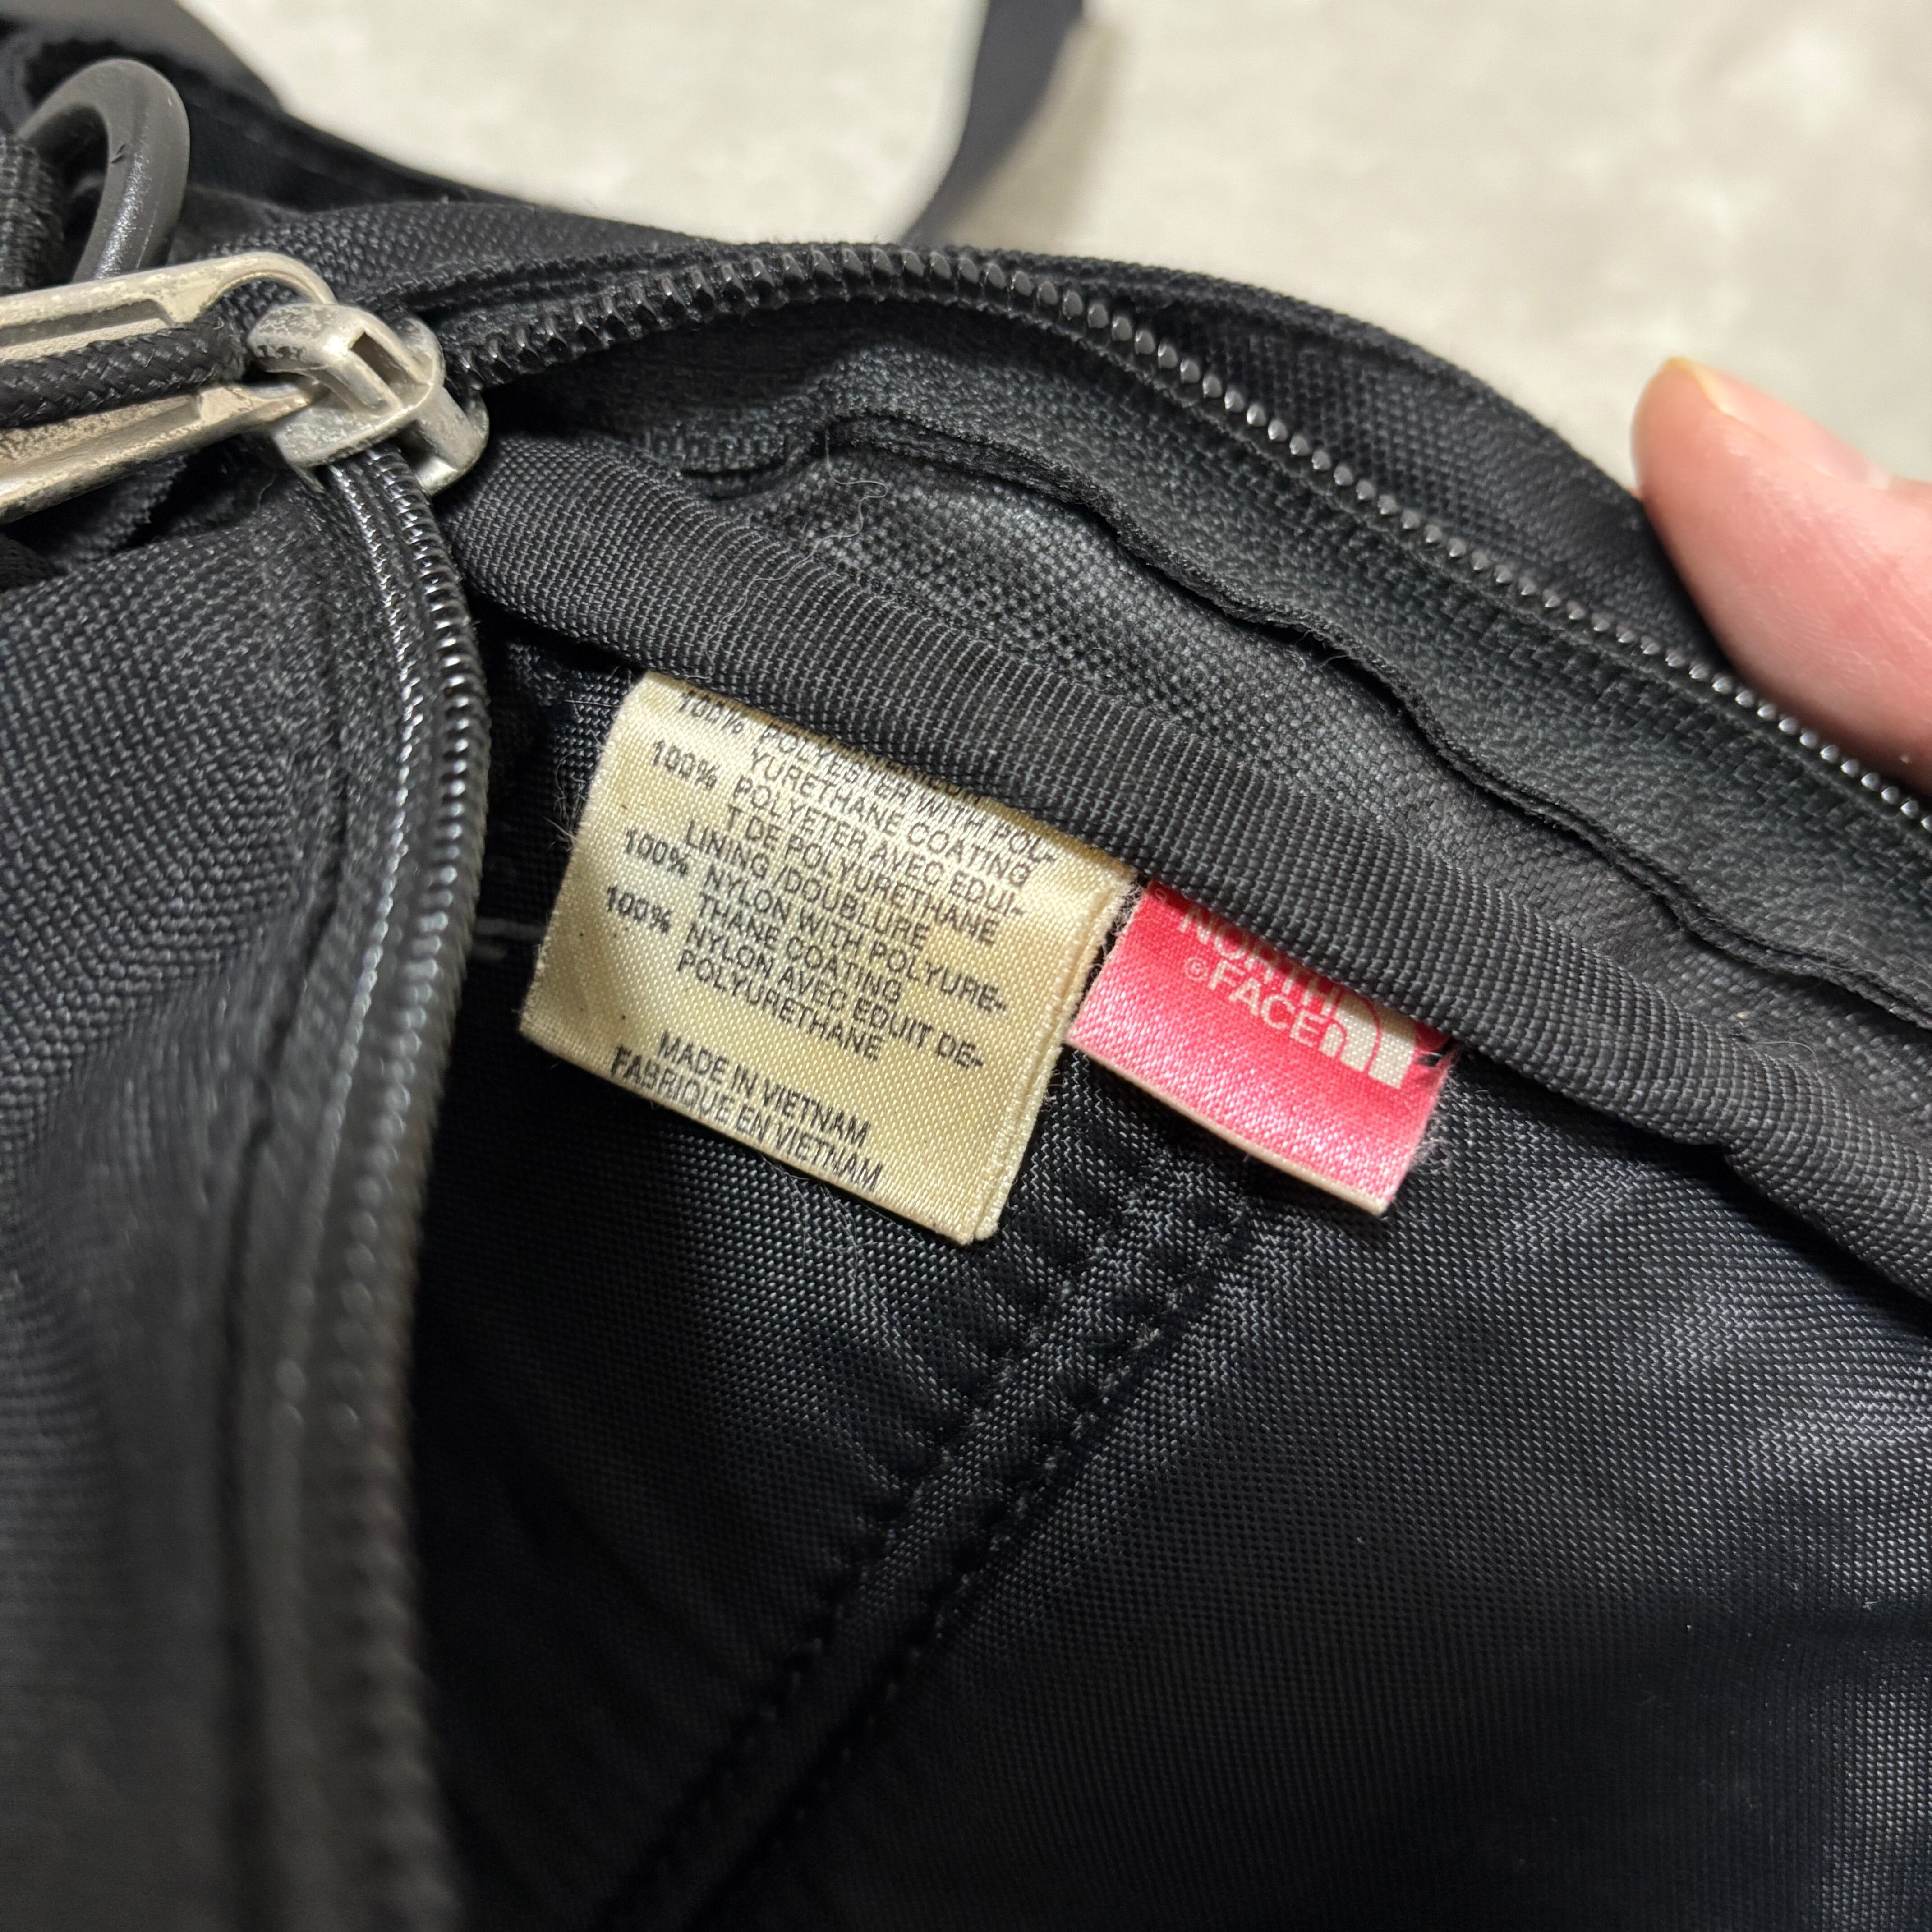 100% POLYESTER WITH POL-
YURETHANE COATING
100% POLYETER AVEC EDUI-
T DE POLYURETHANE
LINING /DOUBLURE
100% NYLON WITH POLYURE-
THANE COATING
100% NYLON AVEC EDUIT DE-
POLYURETHANE
MADE IN VIETNAM
FABRIQUE EN VIETNAM
NORTH
©FACE